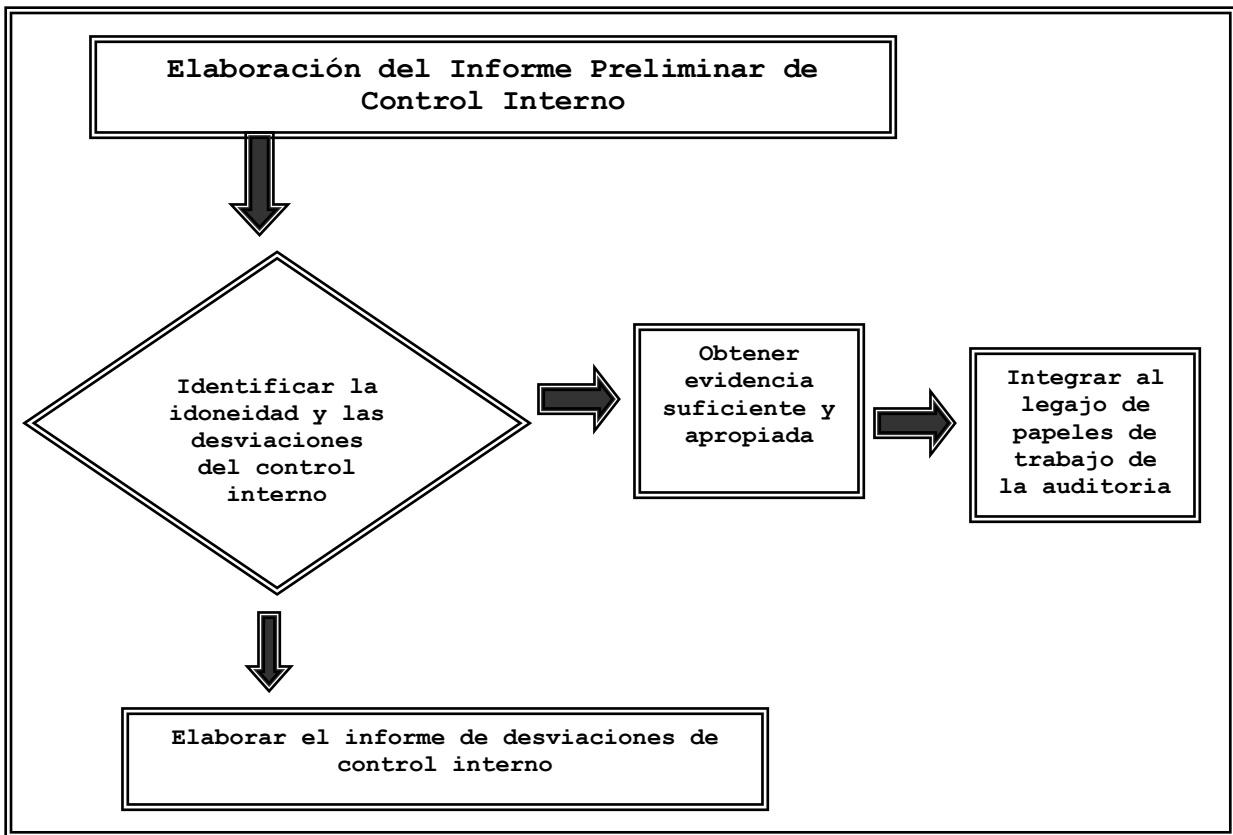 Elaboración del Informe Preliminar de
Control Interno
Identificar la
idoneidad y las
desviaciones
del control
interno
Obtener
evidencia
suficiente y
apropiada
Integrar al
legajo de
papeles de
trabajo de
la auditoria
Elaborar el informe de desviaciones de
control interno